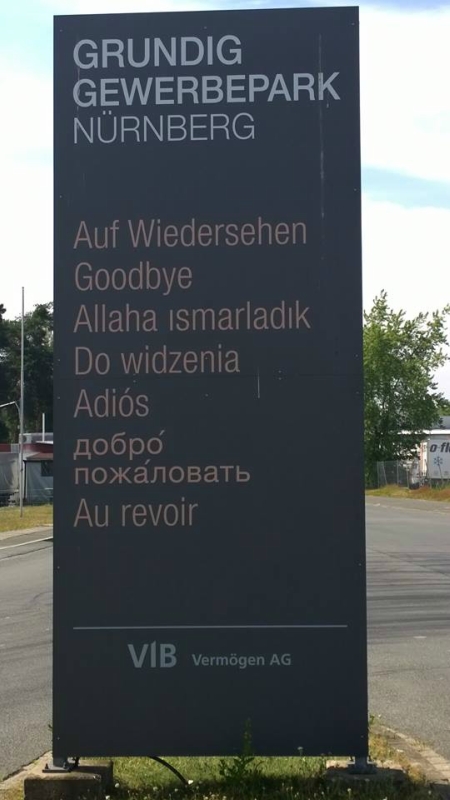 GRUNDIG
GEWERBEPARK
NÜRNBERG
Auf Wiedersehen
Goodbye
Allaha ısmarladık
Do widzenia
Adiós
добро́
пожа́ловать
Au revoir
VIB Vermögen AG